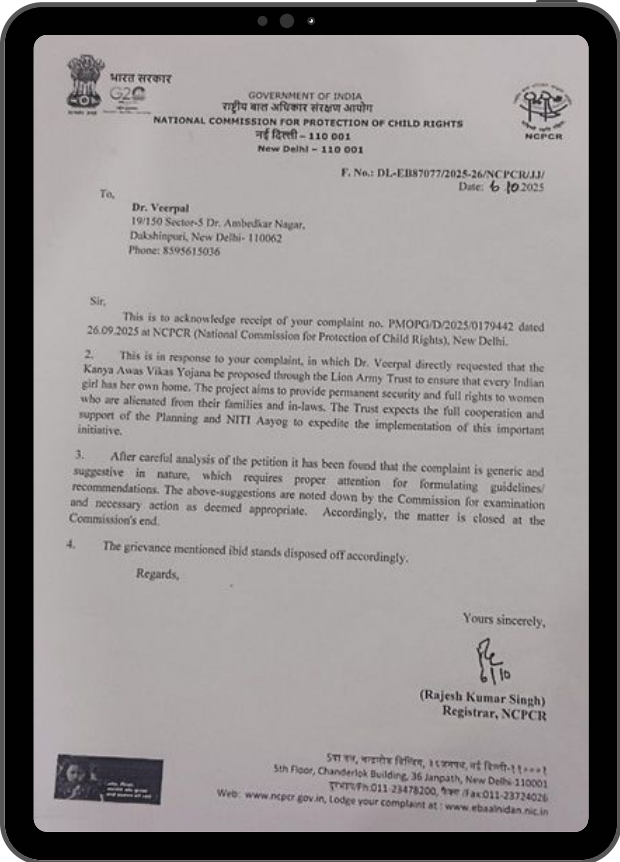 भारत सरकार
G20
GOVERNMENT OF INDIA
राष्ट्रीय बाल अधिकार संरक्षण आयोग
NATIONAL COMMISSION FOR PROTECTION OF CHILD RIGHTS
नई दिल्ली – 110 001
New Delhi – 110 001
NCPCR
F. No.: DL-EB87077/2025-26/NCPCR/JJ/
Date: 6 10 2025
To,
Dr. Veerpal
19/150 Sector-5 Dr. Ambedkar Nagar,
Dakshinpuri, New Delhi- 110062
Phone: 8595615036
Sir,
This is to acknowledge receipt of your complaint no. PMOPG/D/2025/0179442 dated
26.09.2025 at NCPCR (National Commission for Protection of Child Rights), New Delhi.
2. This is in response to your complaint, in which Dr. Veerpal directly requested that the
Kanya Awas Vikas Yojana be proposed through the Lion Army Trust to ensure that every Indian
girl has her own home. The project aims to provide permanent security and full rights to women
who are alienated from their families and in-laws. The Trust expects the full cooperation and
support of the Planning and NITI Aayog to expedite the implementation of this important
initiative.
3. After careful analysis of the petition it has been found that the complaint is generic and
suggestive in nature, which requires proper attention for formulating guidelines/
recommendations. The above-suggestions are noted down by the Commission for examination
and necessary action as deemed appropriate. Accordingly, the matter is closed at the
Commission's end.
4. The grievance mentioned ibid stands disposed off accordingly.
Regards,
Yours sincerely,
6/10
(Rajesh Kumar Singh)
Registrar, NCPCR
36 जनपथ, नई दिल्ली-११०००१
5th Floor, Chanderlok Building, 36 Janpath, New Delhi-110001
दूरभाष/Ph.011-23478200, फैक्स /Fax:011-23724026
Web: www.ncpcr.gov.in, Lodge your complaint at : www.ebaalnidan.nic.in